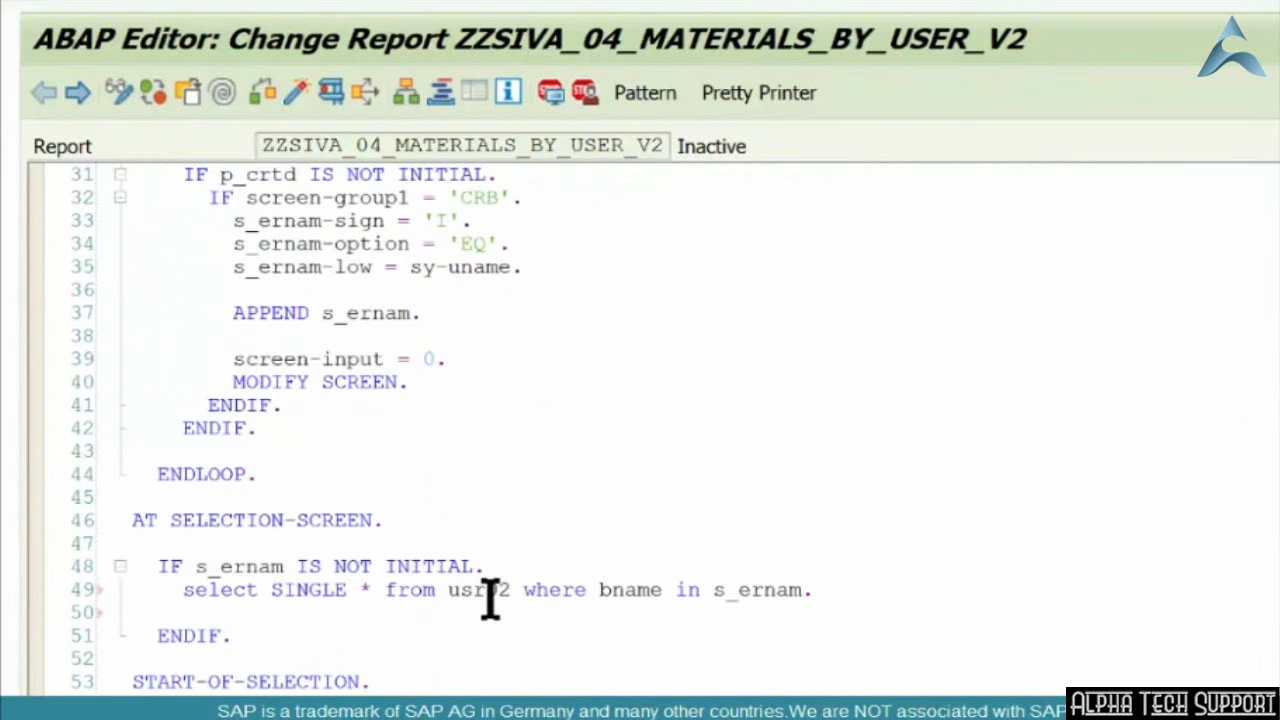 ABAP Editor: Change Report ZZSIVA_04_MATERIALS_BY_USER_V2
Pattern Pretty Printer
Report ZZSIVA_04_MATERIALS_BY_USER_V2 Inactive
31 IF p_crtd IS NOT INITIAL.
32 IF screen-group1 = 'CRB'.
33 s_ernam-sign = 'I'.
34 s_ernam-option = 'EQ'.
35 s_ernam-low = sy-uname.
36
37 APPEND s_ernam.
38
39 screen-input = 0.
40 MODIFY SCREEN.
41 ENDIF.
42 ENDIF.
43
44 ENDLOOP.
45
46 AT SELECTION-SCREEN.
47
48 IF s_ernam IS NOT INITIAL.
49 select SINGLE * from where bname in s_ernam.
50
51 ENDIF.
52
53 START-OF-SELECTION.
SAP is a trademark of SAP AG in Germany and many other countries.We are NOT associated with SAP
ALPHA TECH SUPPORT